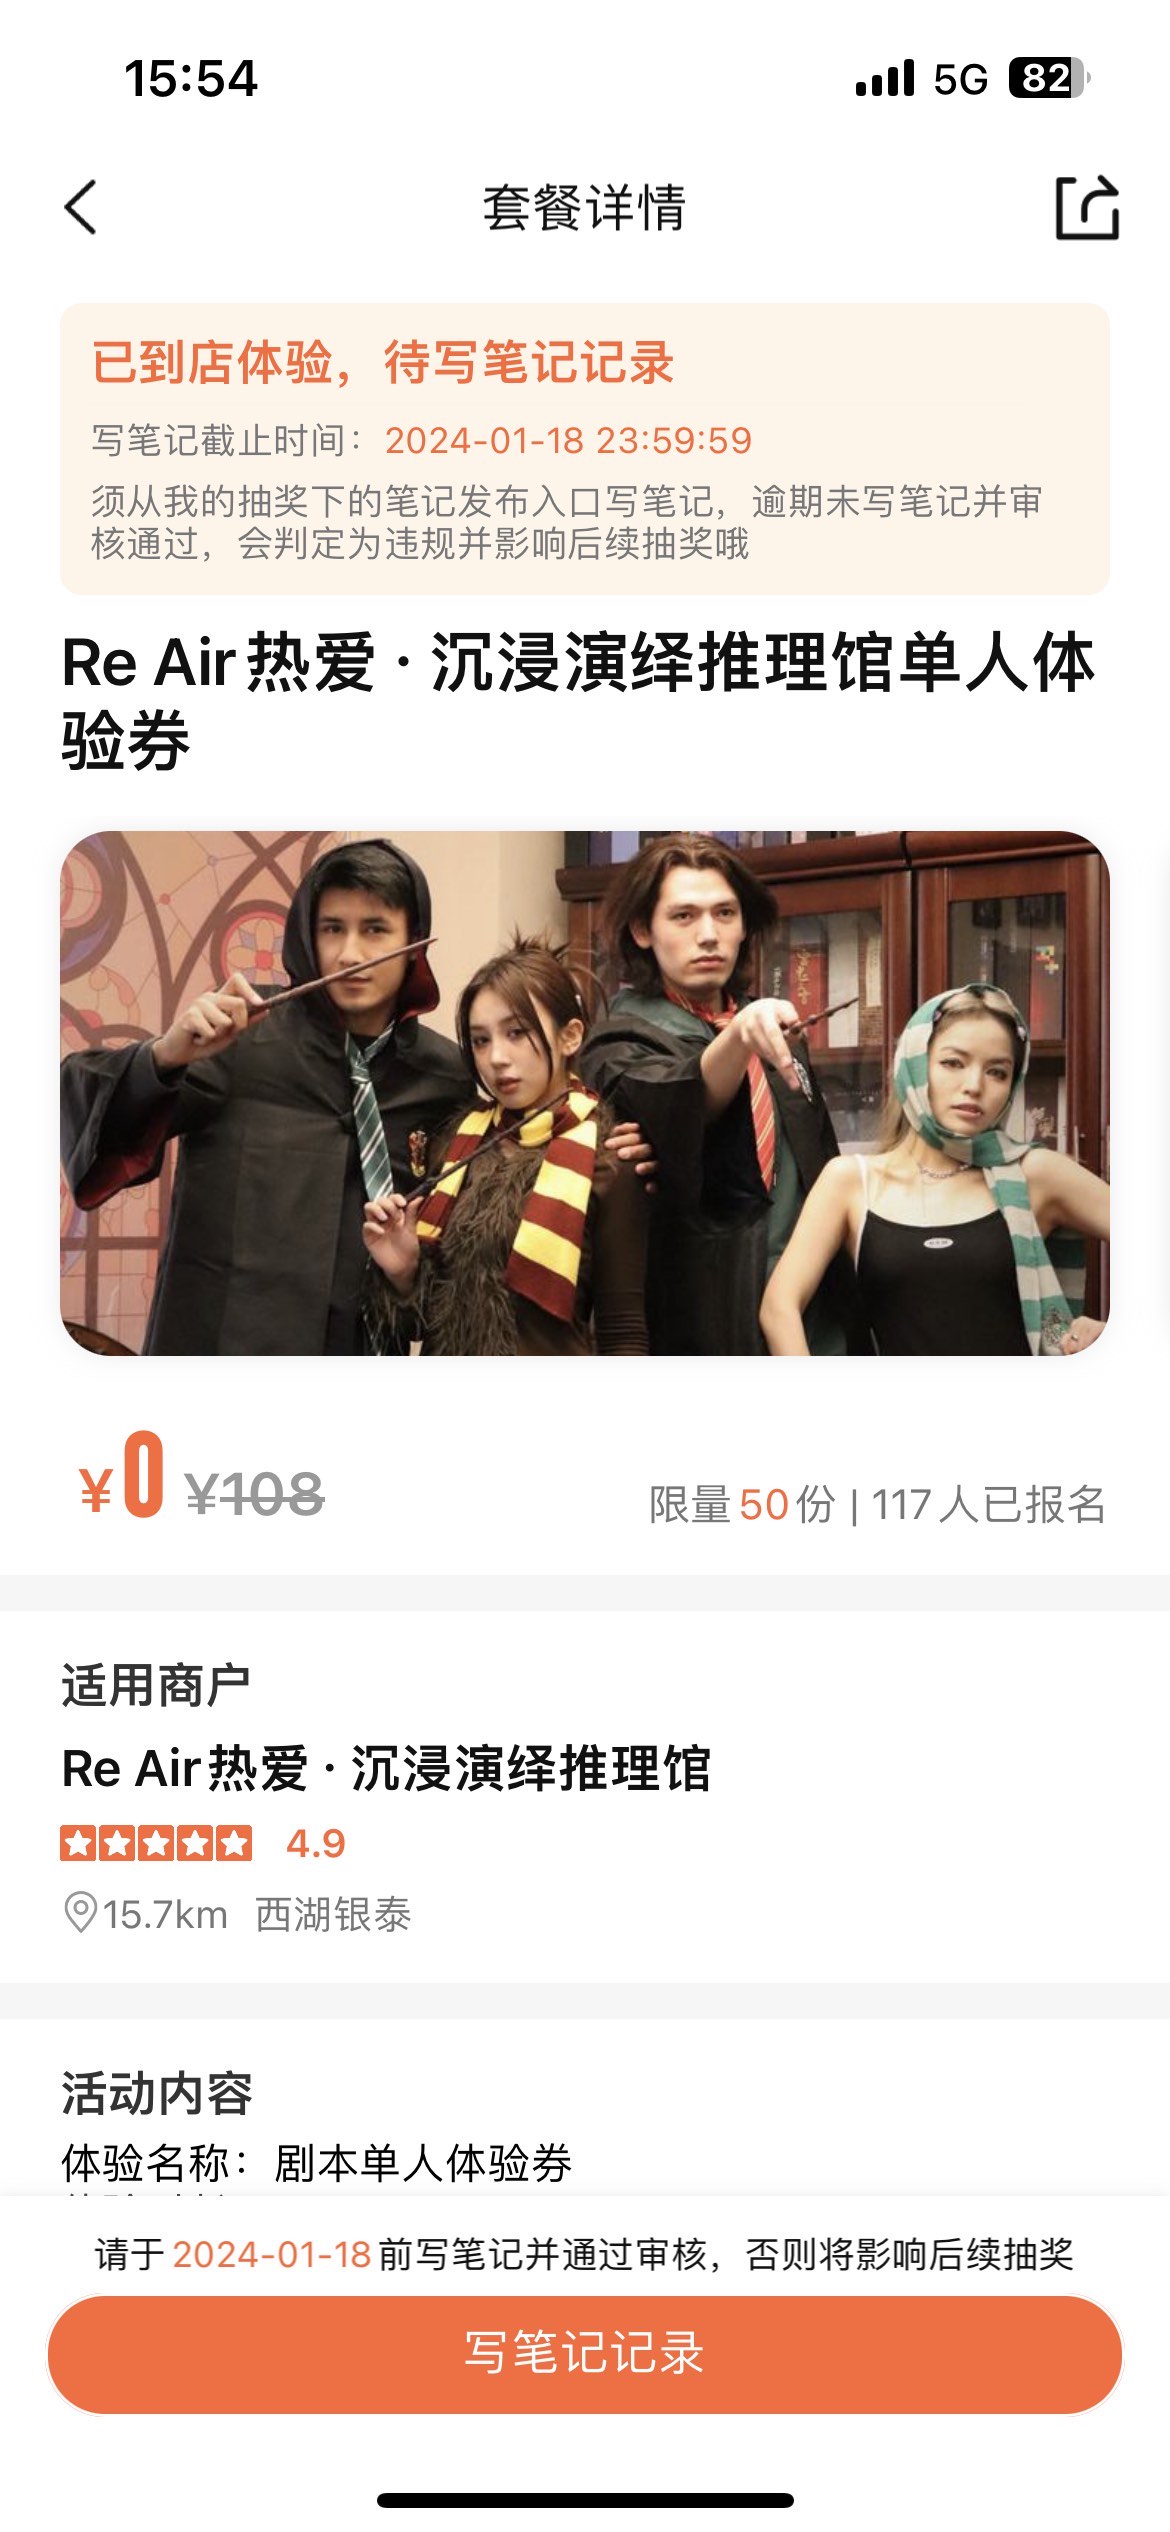 15:54
5G 82
套餐详情
已到店体验，待写笔记记录
写笔记截止时间：2024-01-18 23:59:59
须从我的抽奖下的笔记发布入口写笔记，逾期未写笔记并审
核通过，会判定为违规并影响后续抽奖哦
Re Air热爱·沉浸演绎推理馆单人体
验券
¥0 ¥108
限量50份 | 117人已报名
适用商户
Re Air热爱·沉浸演绎推理馆
4.9
15.7km 西湖银泰
活动内容
体验名称：剧本单人体验券
请于2024-01-18前写笔记并通过审核，否则将影响后续抽奖
写笔记记录